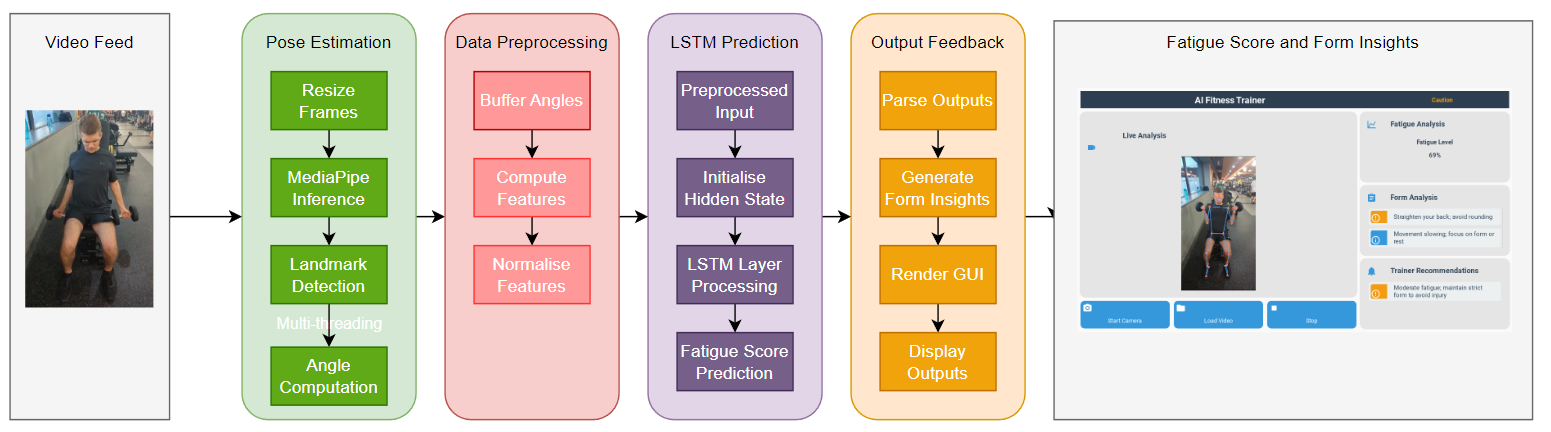 Video Feed
Pose Estimation
Resize
Frames
MediaPipe
Inference
Landmark
Detection
Multi-threading
Angle
Computation
Data Preprocessing
Buffer Angles
Compute
Features
Normalise
Features
LSTM Prediction
Preprocessed
Input
Initialise
Hidden State
LSTM Layer
Processing
Fatigue Score
Prediction
Output Feedback
Parse Outputs
Generate
Form Insights
Render GUI
Display
Outputs
Fatigue Score and Form Insights
AI Fitness Trainer
Caution
Live Analysis
Start Camera
Load Video
Stop
Fatigue Analysis
Fatigue Level
69%
Form Analysis
Straighten your back; avoid rounding
Movement slowing; focus on form or
rest
Trainer Recommendations
Moderate fatigue; maintain strict
form to avoid injury